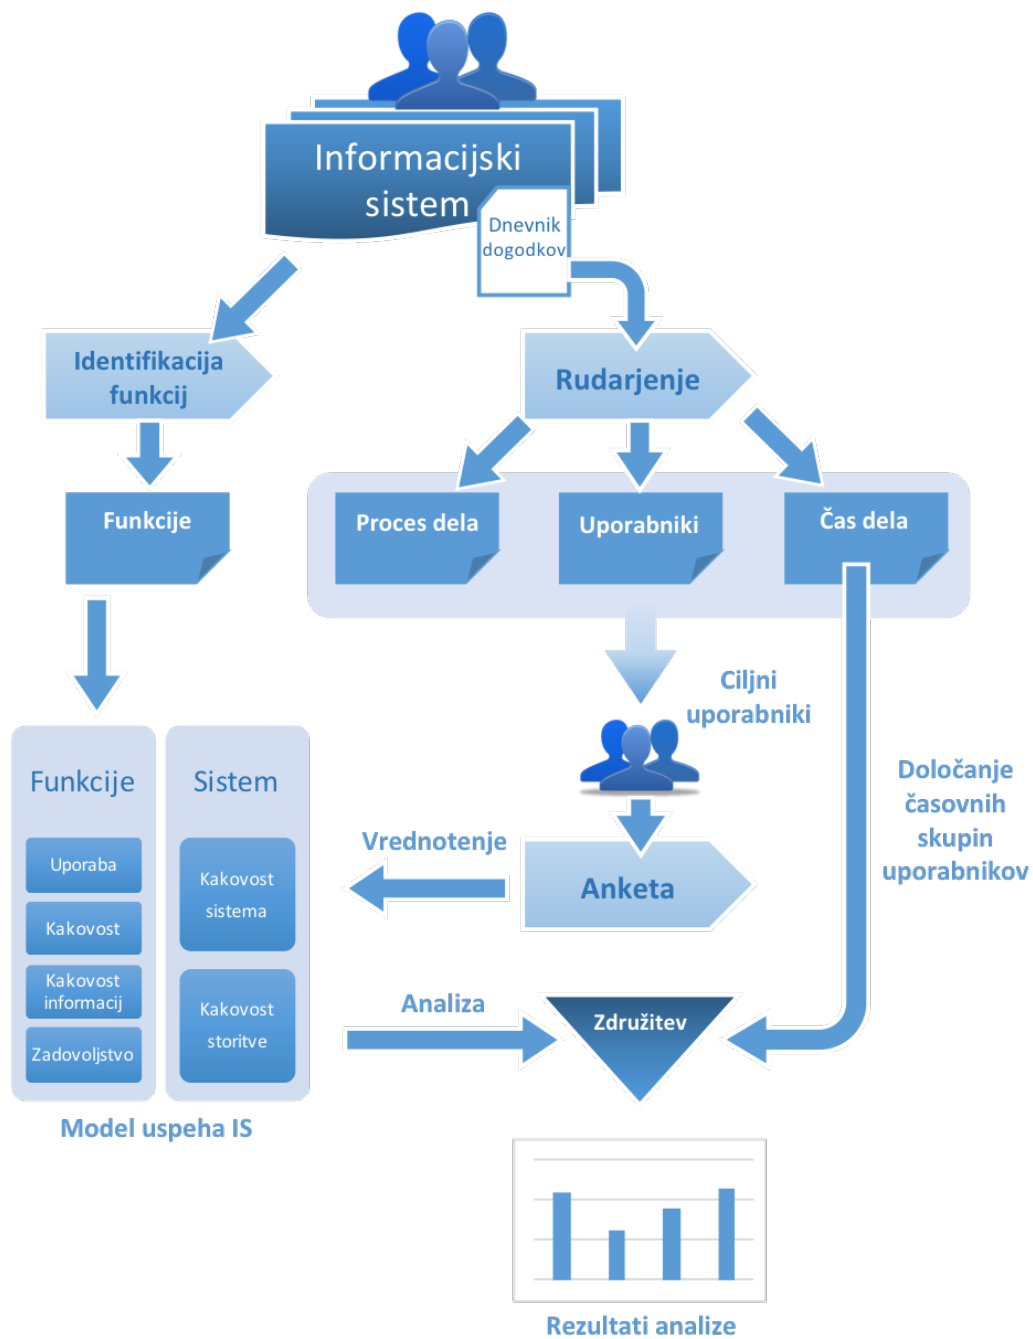 Informacijski
sistem
Dnevnik
dogodkov
Identifikacija
funkcij
Rudarjenje
Funkcije
Proces dela
Uporabniki
Čas dela
Ciljni
uporabniki
Določanje
časovnih
skupin
uporabnikov
Funkcije
Sistem
Uporaba
Kakovost
Kakovost
informacij
Zadovoljstvo
Kakovost
sistema
Kakovost
storitve
Model uspeha IS
Vrednotenje
Anketa
Analiza
Združitev
Rezultati analize